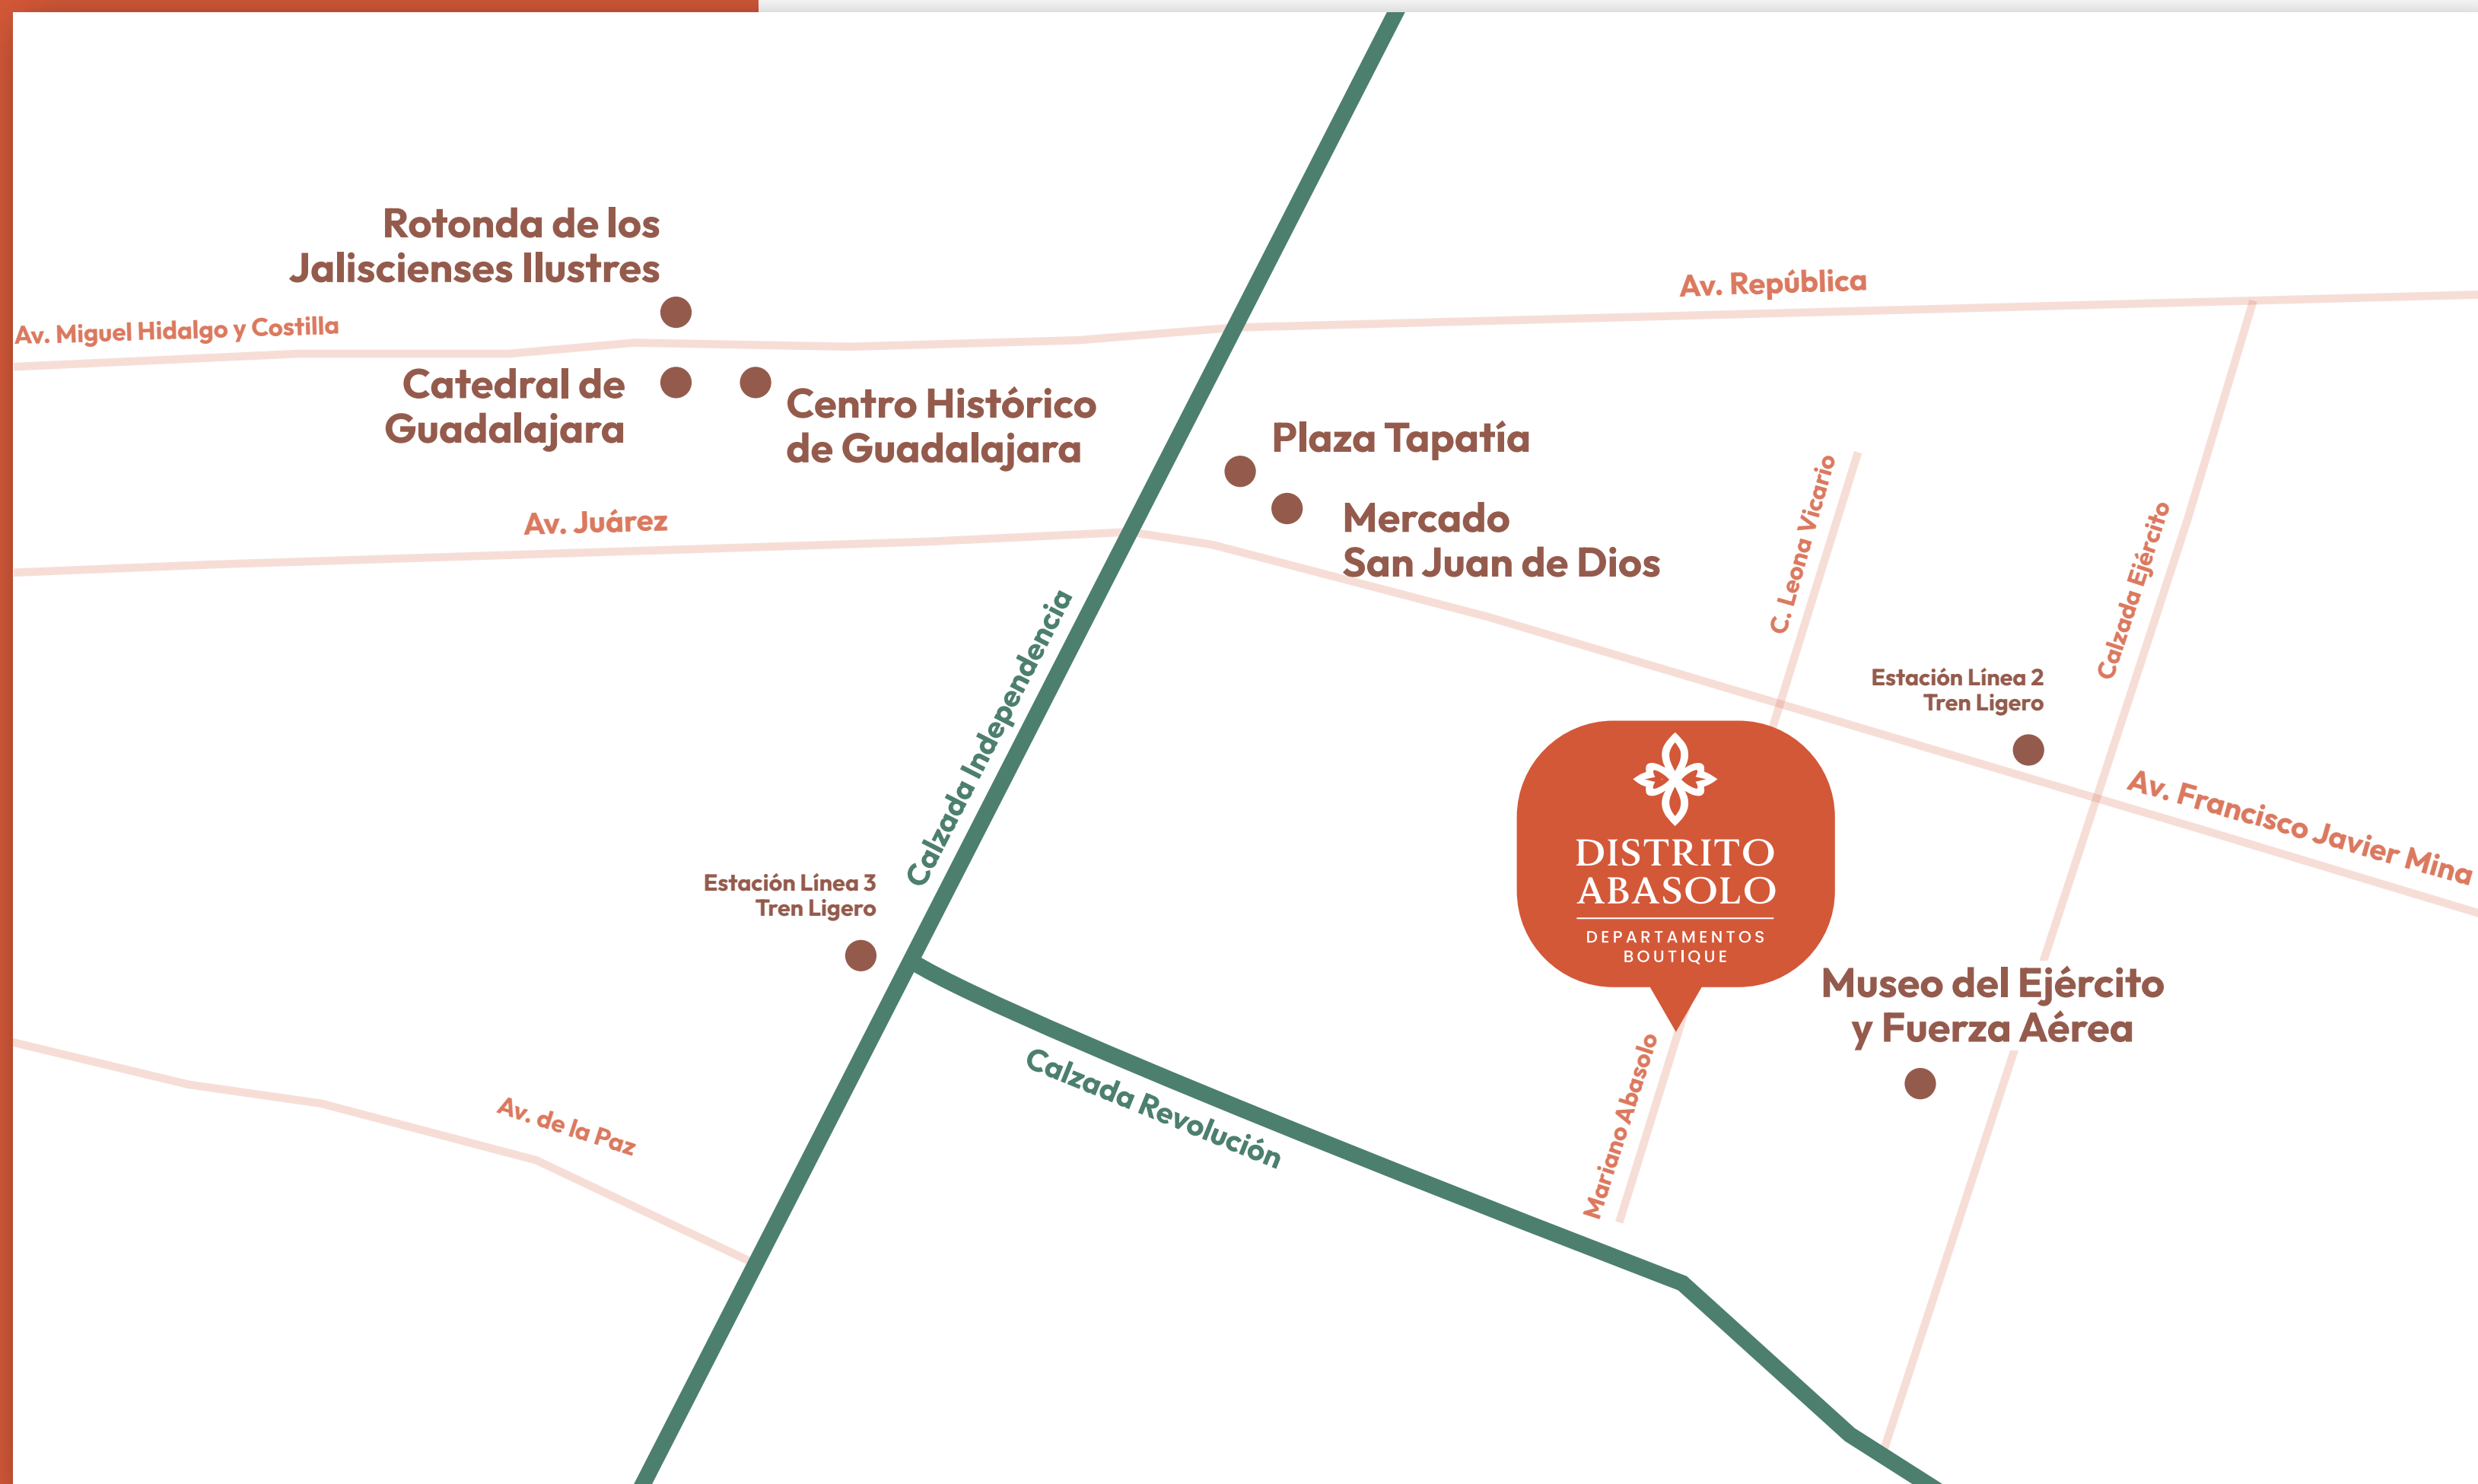 Rotonda de los
Jaliscienses Ilustres
Av. República
Av. Miguel Hidalgo y Costilla
Catedral de
Guadalajara
Centro Histórico
de Guadalajara
Plaza Tapatía
Av. Juárez
Mercado
San Juan de Dios
C. Leona Vicario
Calzada Ejército
Calzada Independencia
Estación Línea 2
Tren Ligero
Av. Francisco Javier Mina
DISTRITO
ABASOLO
DEPARTAMENTOS
BOUTIQUE
Estación Línea 3
Tren Ligero
Museo del Ejército
y Fuerza Aérea
Calzada Revolución
Mariano Abasolo
Av. de la Paz